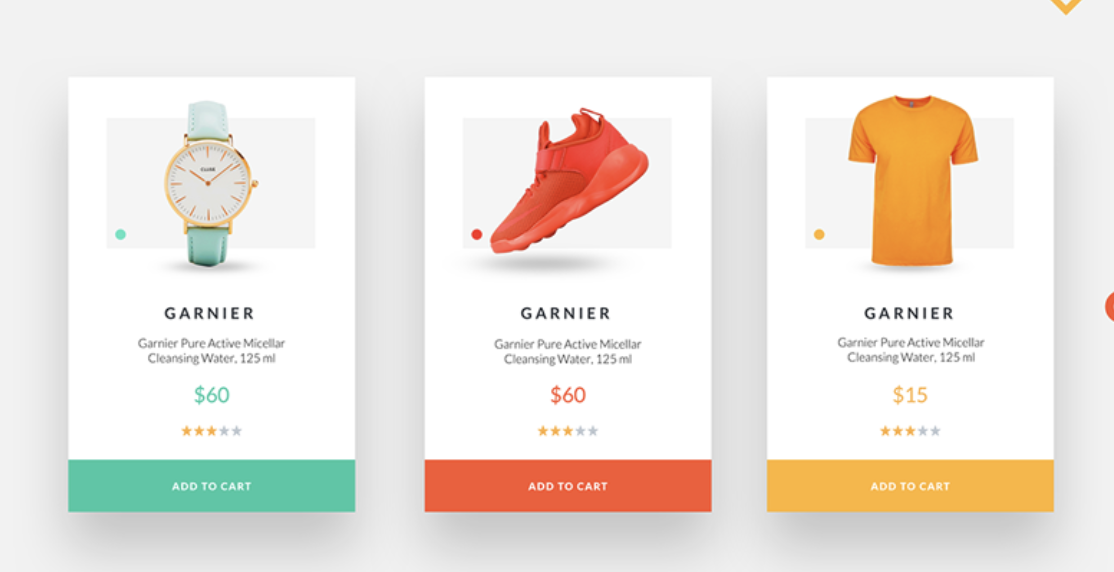 CLUSE
GARNIER
Garnier Pure Active Micellar
Cleansing Water, 125 ml
$60
ADD TO CART
GARNIER
Garnier Pure Active Micellar
Cleansing Water, 125 ml
$60
ADD TO CART
GARNIER
Garnier Pure Active Micellar
Cleansing Water, 125 ml
$15
ADD TO CART